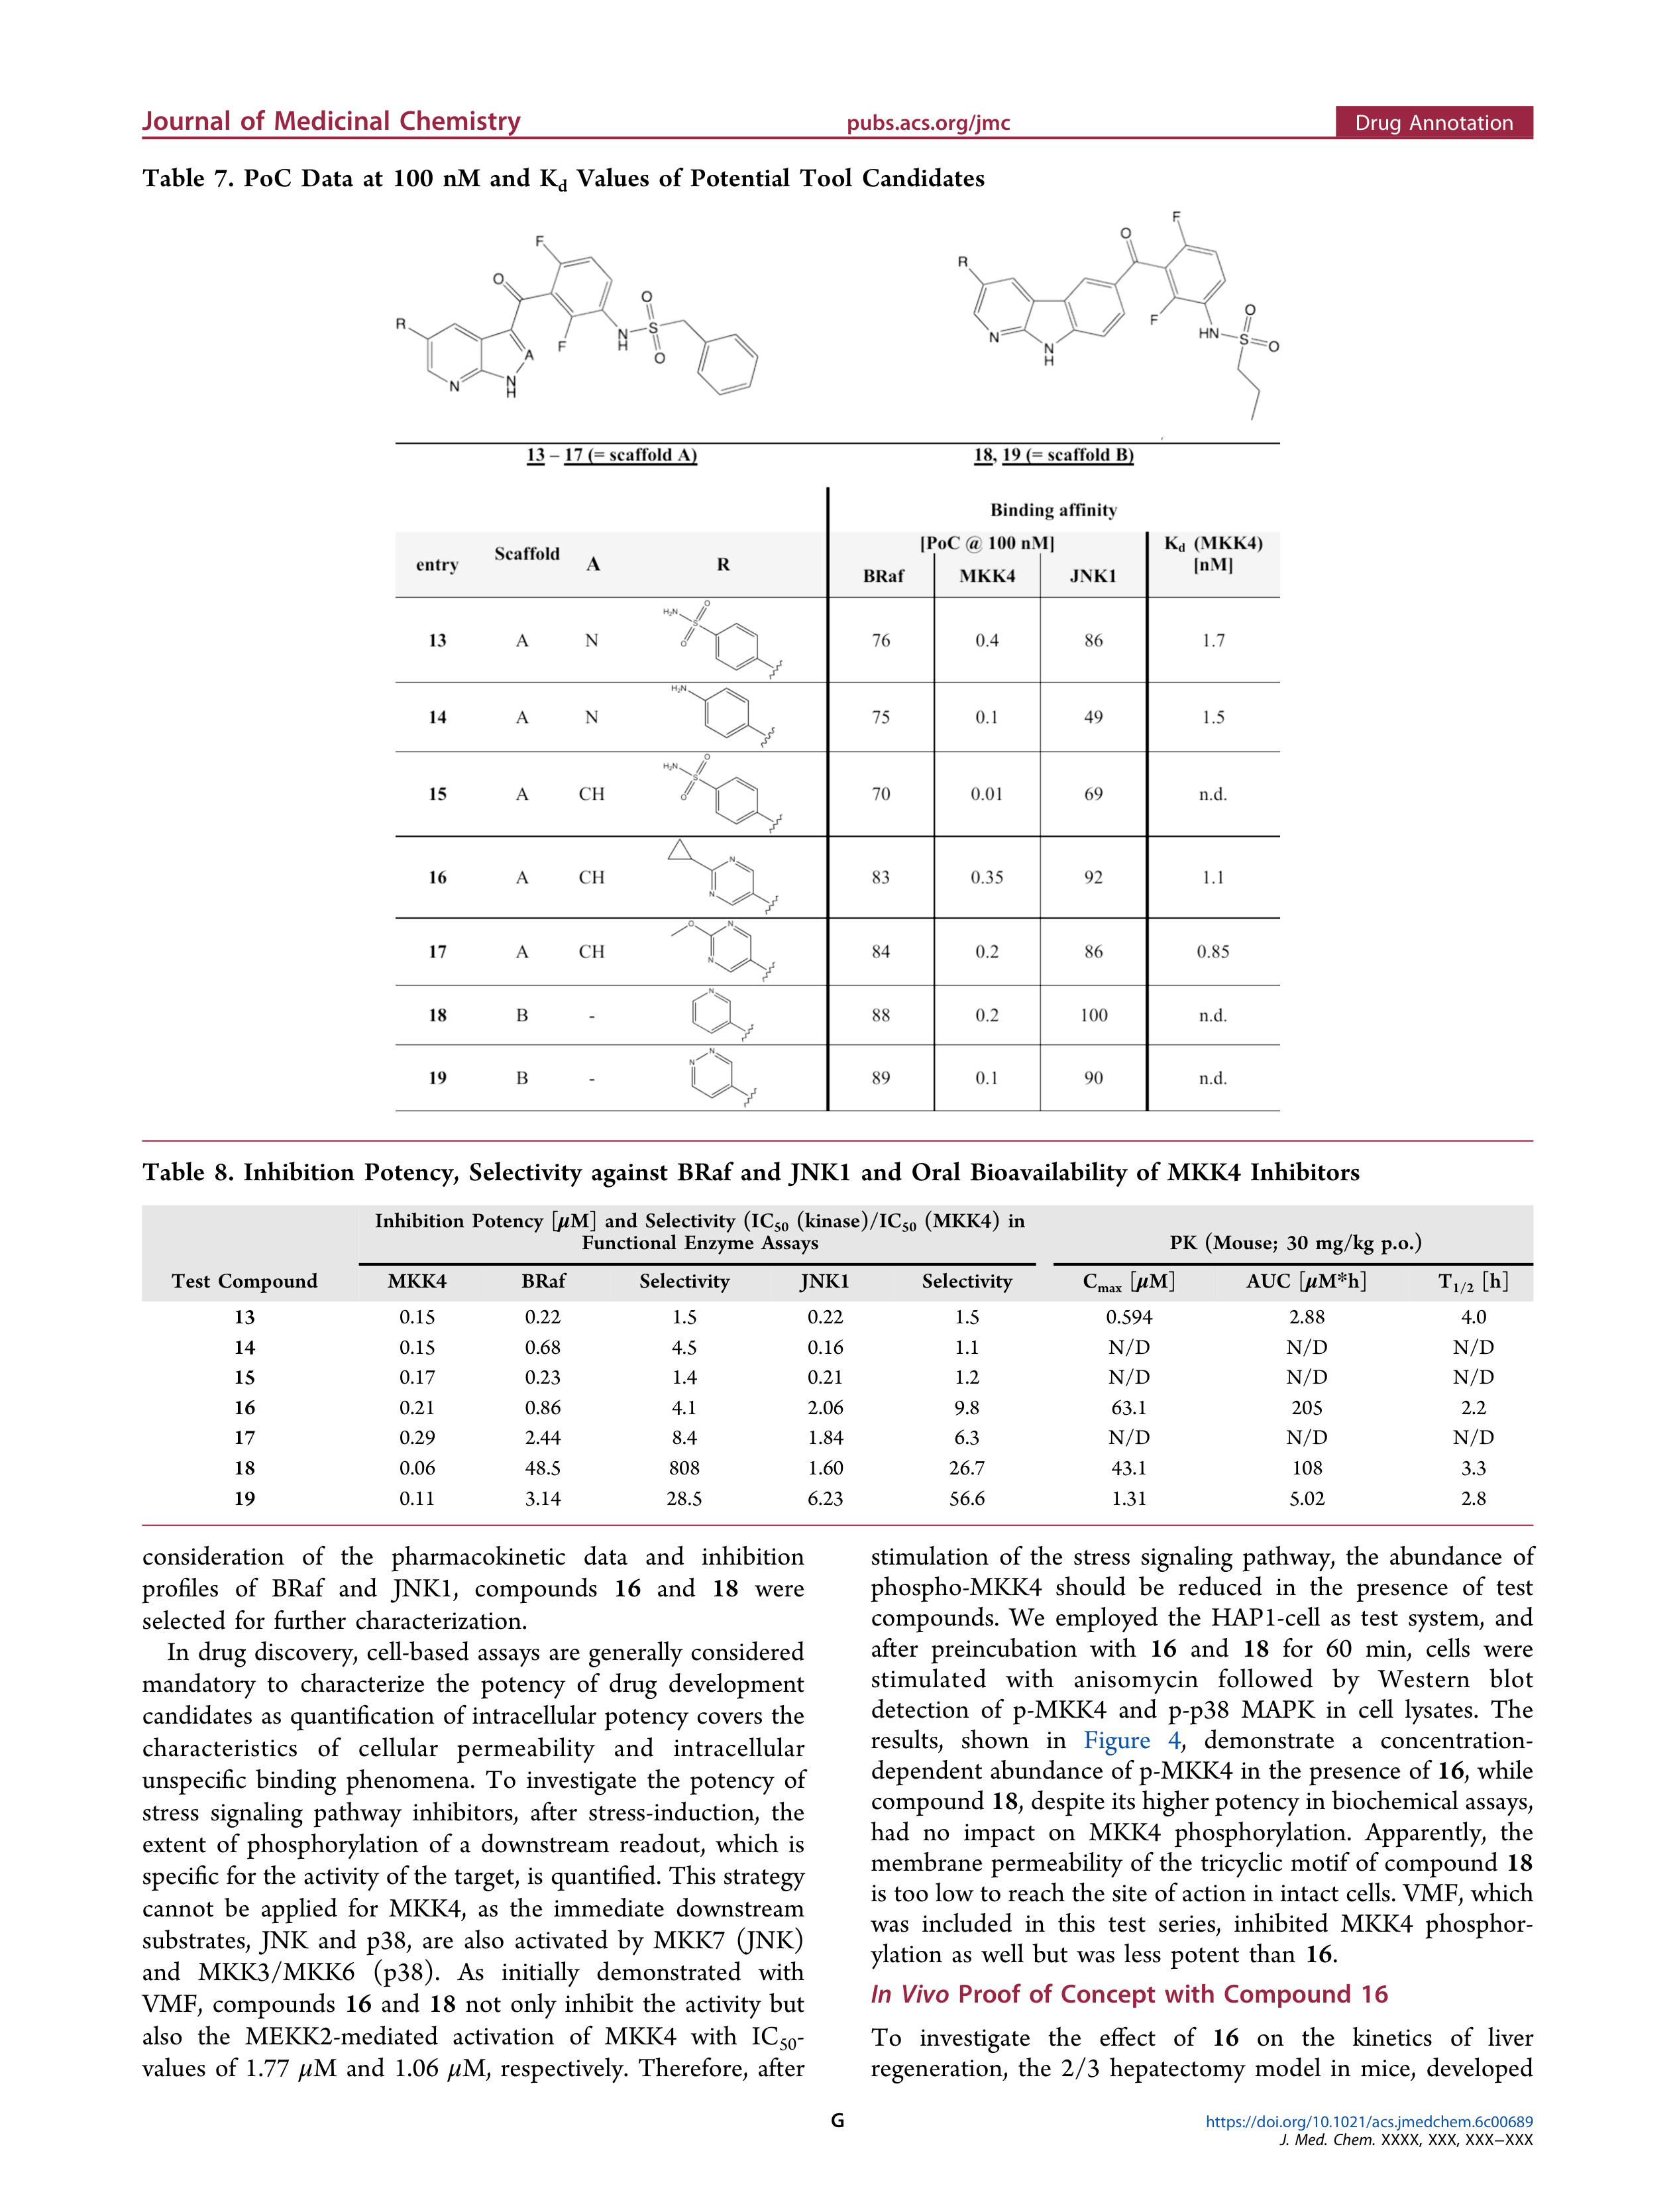 Journal of Medicinal Chemistry
pubs.acs.org/jmc
Drug Annotation
Table 7. PoC Data at 100 nM and Kd Values of Potential Tool Candidates
F
O
R
A
N
N
H
F
N
H
O
S
O
F
O
R
N
N
H
F
HN
O
S
O
13 – 17 (= scaffold A)
18, 19 (= scaffold B)
Binding affinity
entry Scaffold A R [PoC @ 100 nM] Kd (MKK4) [nM]
BRaf MKK4 JNK1
H2N O S O
13 A N 76 0.4 86 1.7
H2N
14 A N 75 0.1 49 1.5
H2N O S O
15 A CH 70 0.01 69 n.d.
N N
16 A CH 83 0.35 92 1.1
O N N
17 A CH 84 0.2 86 0.85
N
18 B - 88 0.2 100 n.d.
N N
19 B - 89 0.1 90 n.d.
Table 8. Inhibition Potency, Selectivity against BRaf and JNK1 and Oral Bioavailability of MKK4 Inhibitors
Inhibition Potency [μM] and Selectivity (IC50 (kinase)/IC50 (MKK4) in
Functional Enzyme Assays
PK (Mouse; 30 mg/kg p.o.)
Test Compound MKK4 BRaf Selectivity JNK1 Selectivity Cmax [μM] AUC [μM*h] T1/2 [h]
13 0.15 0.22 1.5 0.22 1.5 0.594 2.88 4.0
14 0.15 0.68 4.5 0.16 1.1 N/D N/D N/D
15 0.17 0.23 1.4 0.21 1.2 N/D N/D N/D
16 0.21 0.86 4.1 2.06 9.8 63.1 205 2.2
17 0.29 2.44 8.4 1.84 6.3 N/D N/D N/D
18 0.06 48.5 808 1.60 26.7 43.1 108 3.3
19 0.11 3.14 28.5 6.23 56.6 1.31 5.02 2.8
consideration of the pharmacokinetic data and inhibition
profiles of BRaf and JNK1, compounds 16 and 18 were
selected for further characterization.
In drug discovery, cell-based assays are generally considered
mandatory to characterize the potency of drug development
candidates as quantification of intracellular potency covers the
characteristics of cellular permeability and intracellular
unspecific binding phenomena. To investigate the potency of
stress signaling pathway inhibitors, after stress-induction, the
extent of phosphorylation of a downstream readout, which is
specific for the activity of the target, is quantified. This strategy
cannot be applied for MKK4, as the immediate downstream
substrates, JNK and p38, are also activated by MKK7 (JNK)
and MKK3/MKK6 (p38). As initially demonstrated with
VMF, compounds 16 and 18 not only inhibit the activity but
also the MEKK2-mediated activation of MKK4 with IC50-
values of 1.77 μM and 1.06 μM, respectively. Therefore, after
stimulation of the stress signaling pathway, the abundance of
phospho-MKK4 should be reduced in the presence of test
compounds. We employed the HAP1-cell as test system, and
after preincubation with 16 and 18 for 60 min, cells were
stimulated with anisomycin followed by Western blot
detection of p-MKK4 and p-p38 MAPK in cell lysates. The
results, shown in Figure 4, demonstrate a concentration-
dependent abundance of p-MKK4 in the presence of 16, while
compound 18, despite its higher potency in biochemical assays,
had no impact on MKK4 phosphorylation. Apparently, the
membrane permeability of the tricyclic motif of compound 18
is too low to reach the site of action in intact cells. VMF, which
was included in this test series, inhibited MKK4 phosphor-
ylation as well but was less potent than 16.
In Vivo Proof of Concept with Compound 16
To investigate the effect of 16 on the kinetics of liver
regeneration, the 2/3 hepatectomy model in mice, developed
G
https://doi.org/10.1021/acs.jmedchem.6c00689
J. Med. Chem. XXXX, XXX, XXX−XXX